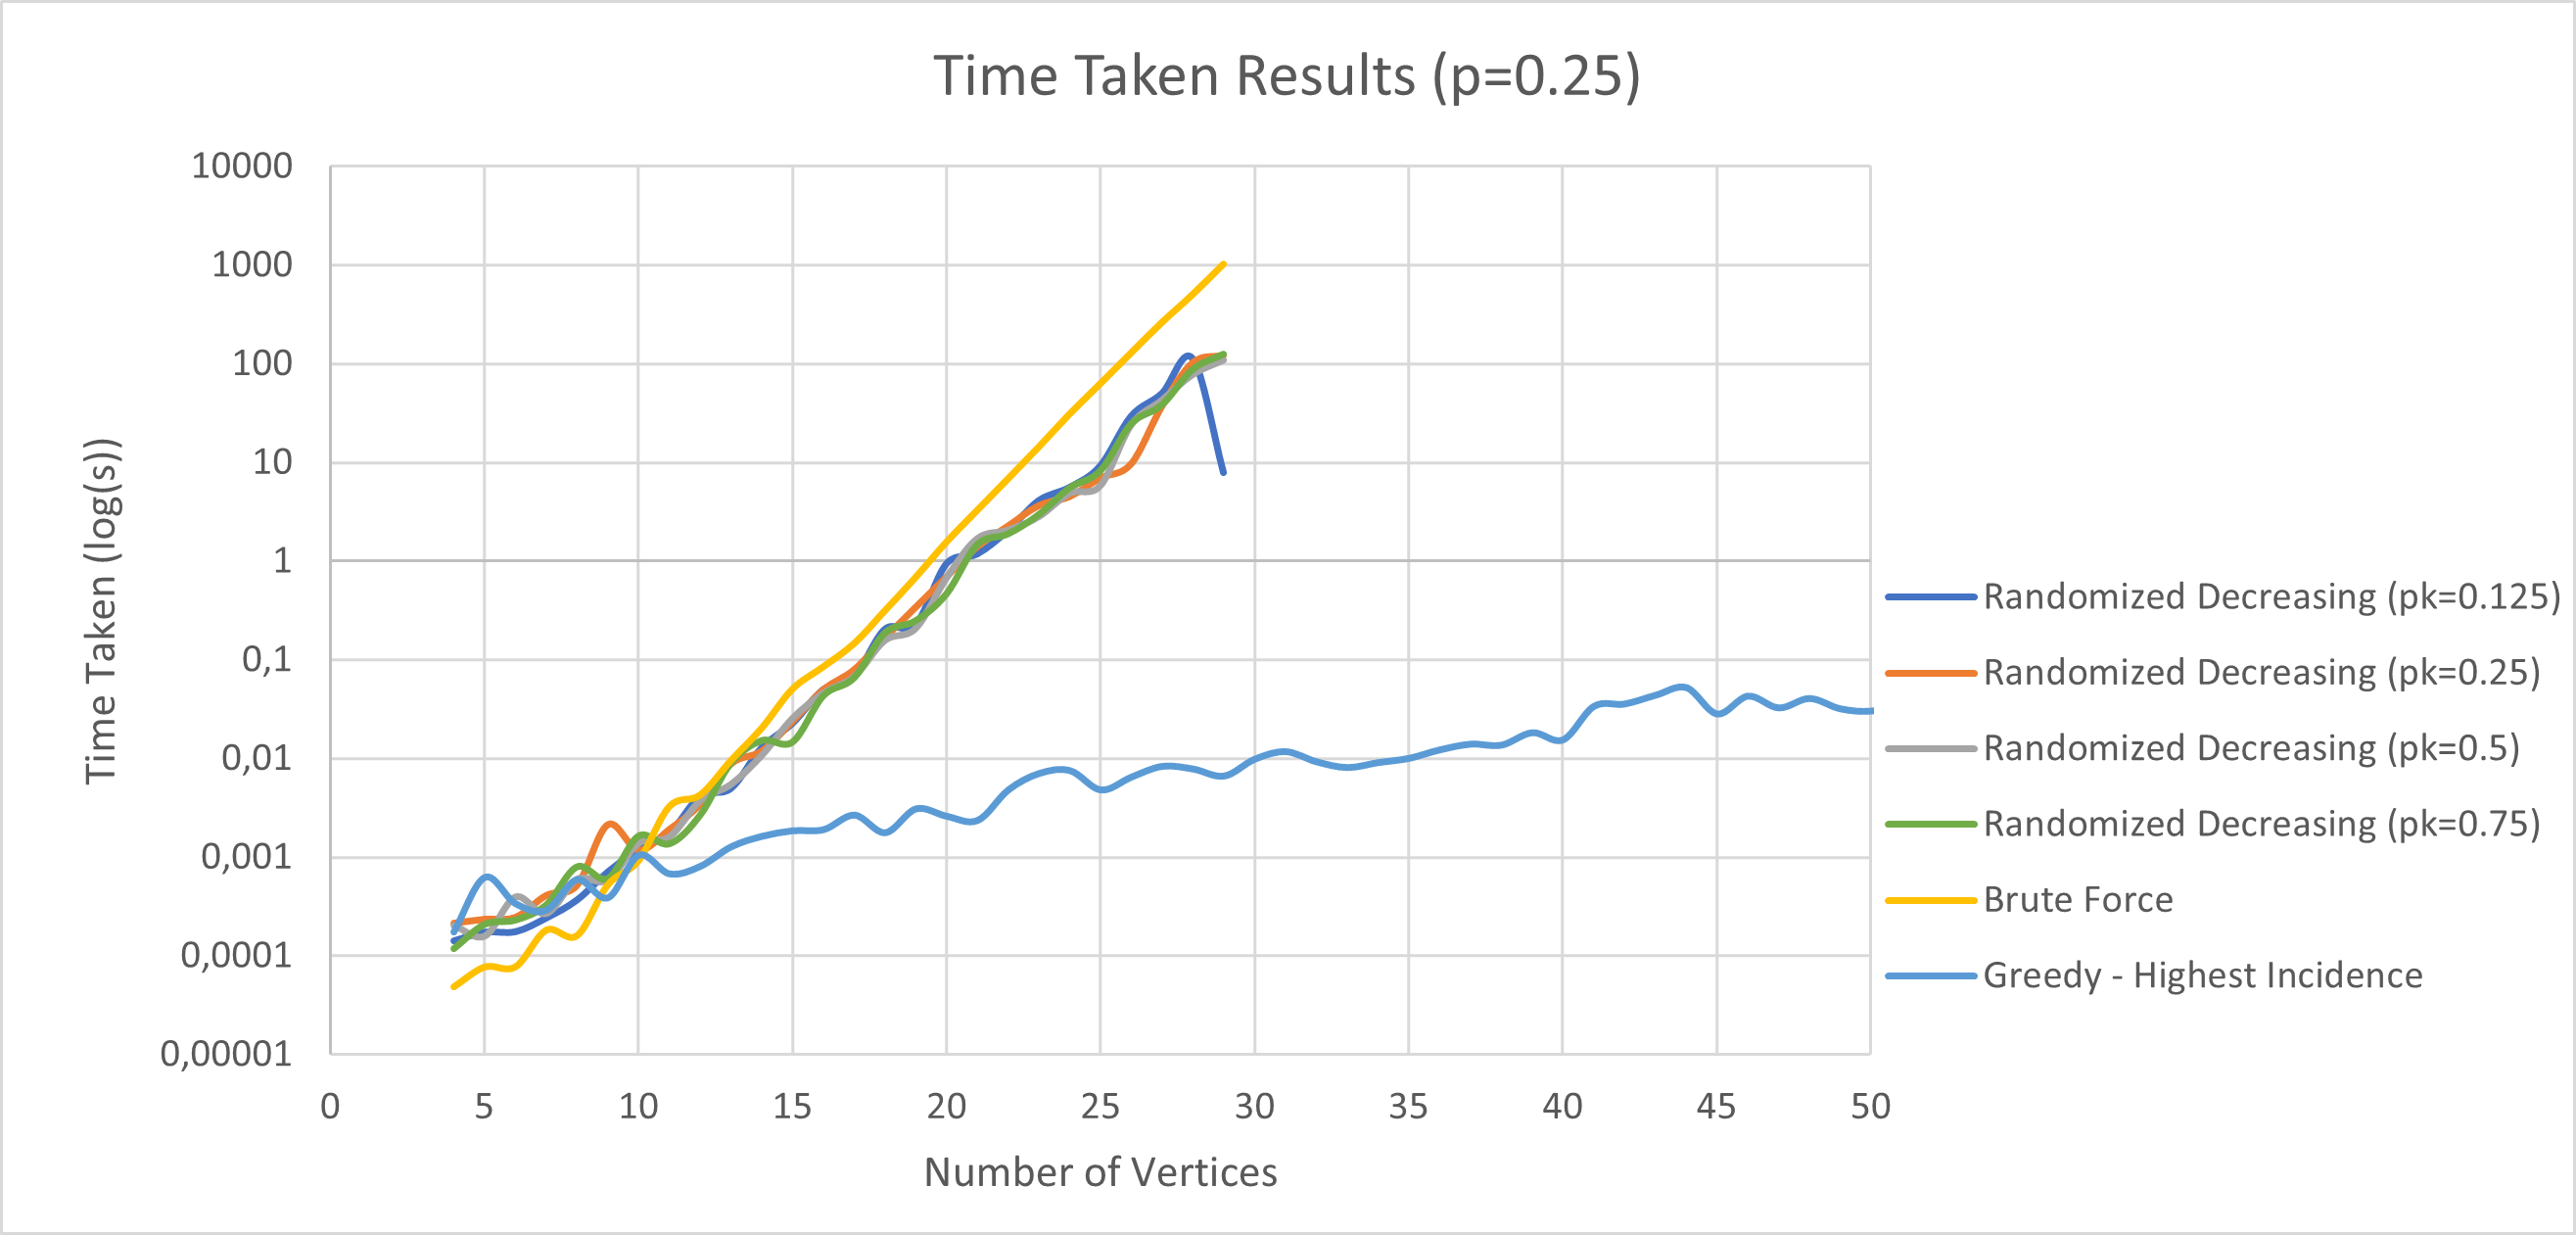 Time Taken Results (p=0.25)
10000
1000
100
10
1
0,1
0,01
0,001
0,0001
0,00001
Time Taken (log(s))
0 5 10 15 20 25 30 35 40 45 50
Number of Vertices
Randomized Decreasing (pk=0.125)
Randomized Decreasing (pk=0.25)
Randomized Decreasing (pk=0.5)
Randomized Decreasing (pk=0.75)
Brute Force
Greedy - Highest Incidence